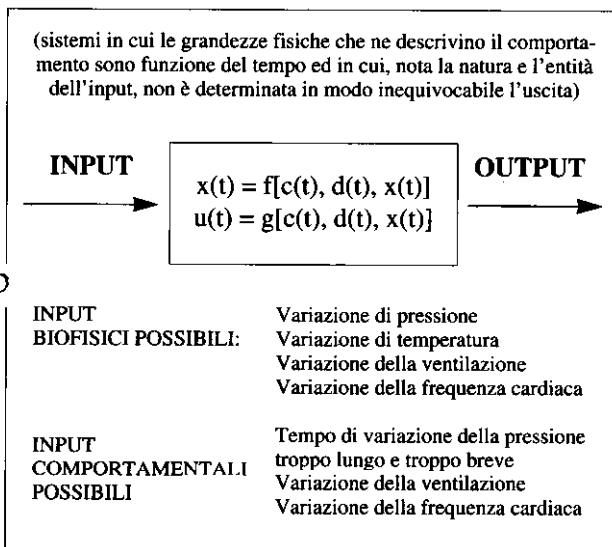 (sistemi in cui le grandezze fisiche che ne descrivino il comporta-
mento sono funzione del tempo ed in cui, nota la natura e l'entità
dell'input, non è determinata in modo inequivocabile l'uscita)
INPUT
x(t) = f[c(t), d(t), x(t)]
u(t) = g[c(t), d(t), x(t)]
OUTPUT
INPUT
BIOFISICI POSSIBILI:
Variazione di pressione
Variazione di temperatura
Variazione della ventilazione
Variazione della frequenza cardiaca
INPUT
COMPORTAMENTALI
POSSIBILI
Tempo di variazione della pressione
troppo lungo e troppo breve
Variazione della ventilazione
Variazione della frequenza cardiaca